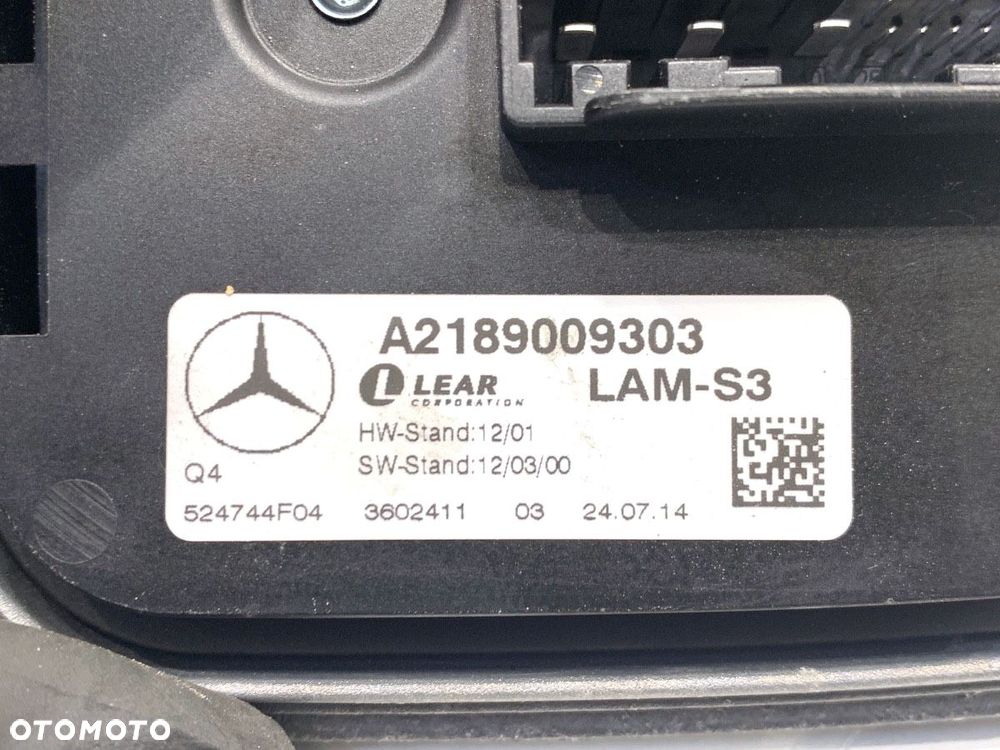 A2189009303
LEAR
CORPORATION
LAM-S3
HW-Stand:12/01
SW-Stand:12/03/00
Q4
524744F04 3602411 03 24.07.14
OTOMOTO